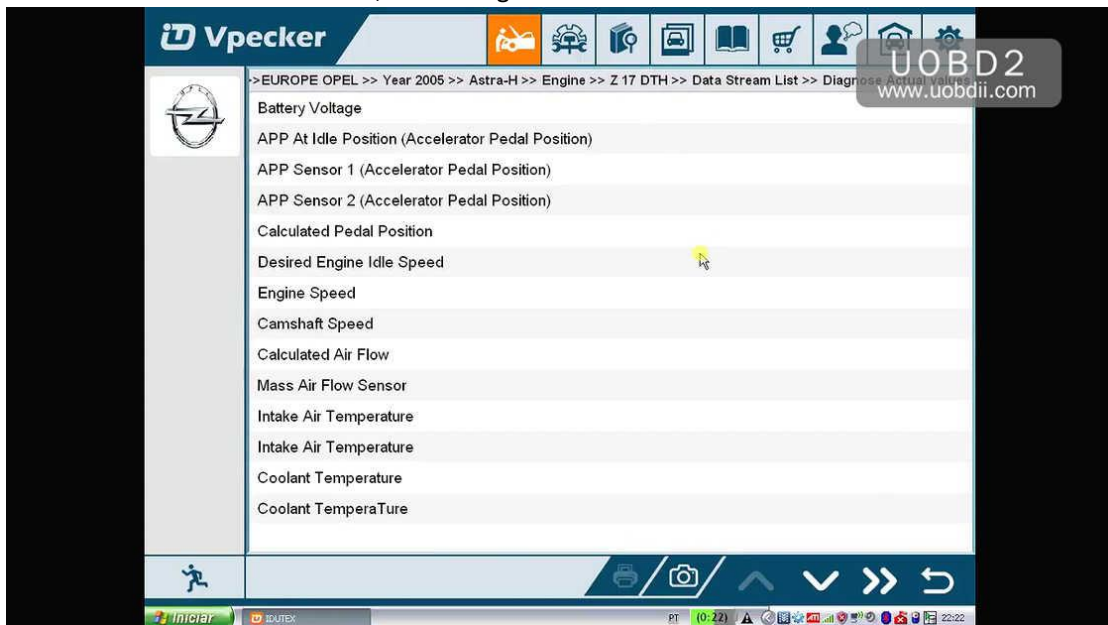 Vpecker
UOBD2
www.uobdii.com
->EUROPE OPEL >> Year 2005 >> Astra-H >> Engine >> Z 17 DTH >> Data Stream List >> Diagnose Actual values
Battery Voltage
APP At Idle Position (Accelerator Pedal Position)
APP Sensor 1 (Accelerator Pedal Position)
APP Sensor 2 (Accelerator Pedal Position)
Calculated Pedal Position
Desired Engine Idle Speed
Engine Speed
Camshaft Speed
Calculated Air Flow
Mass Air Flow Sensor
Intake Air Temperature
Intake Air Temperature
Coolant Temperature
Coolant TemperaTure
Iniciar
IDUTEX
PT
(0:22)
22:22